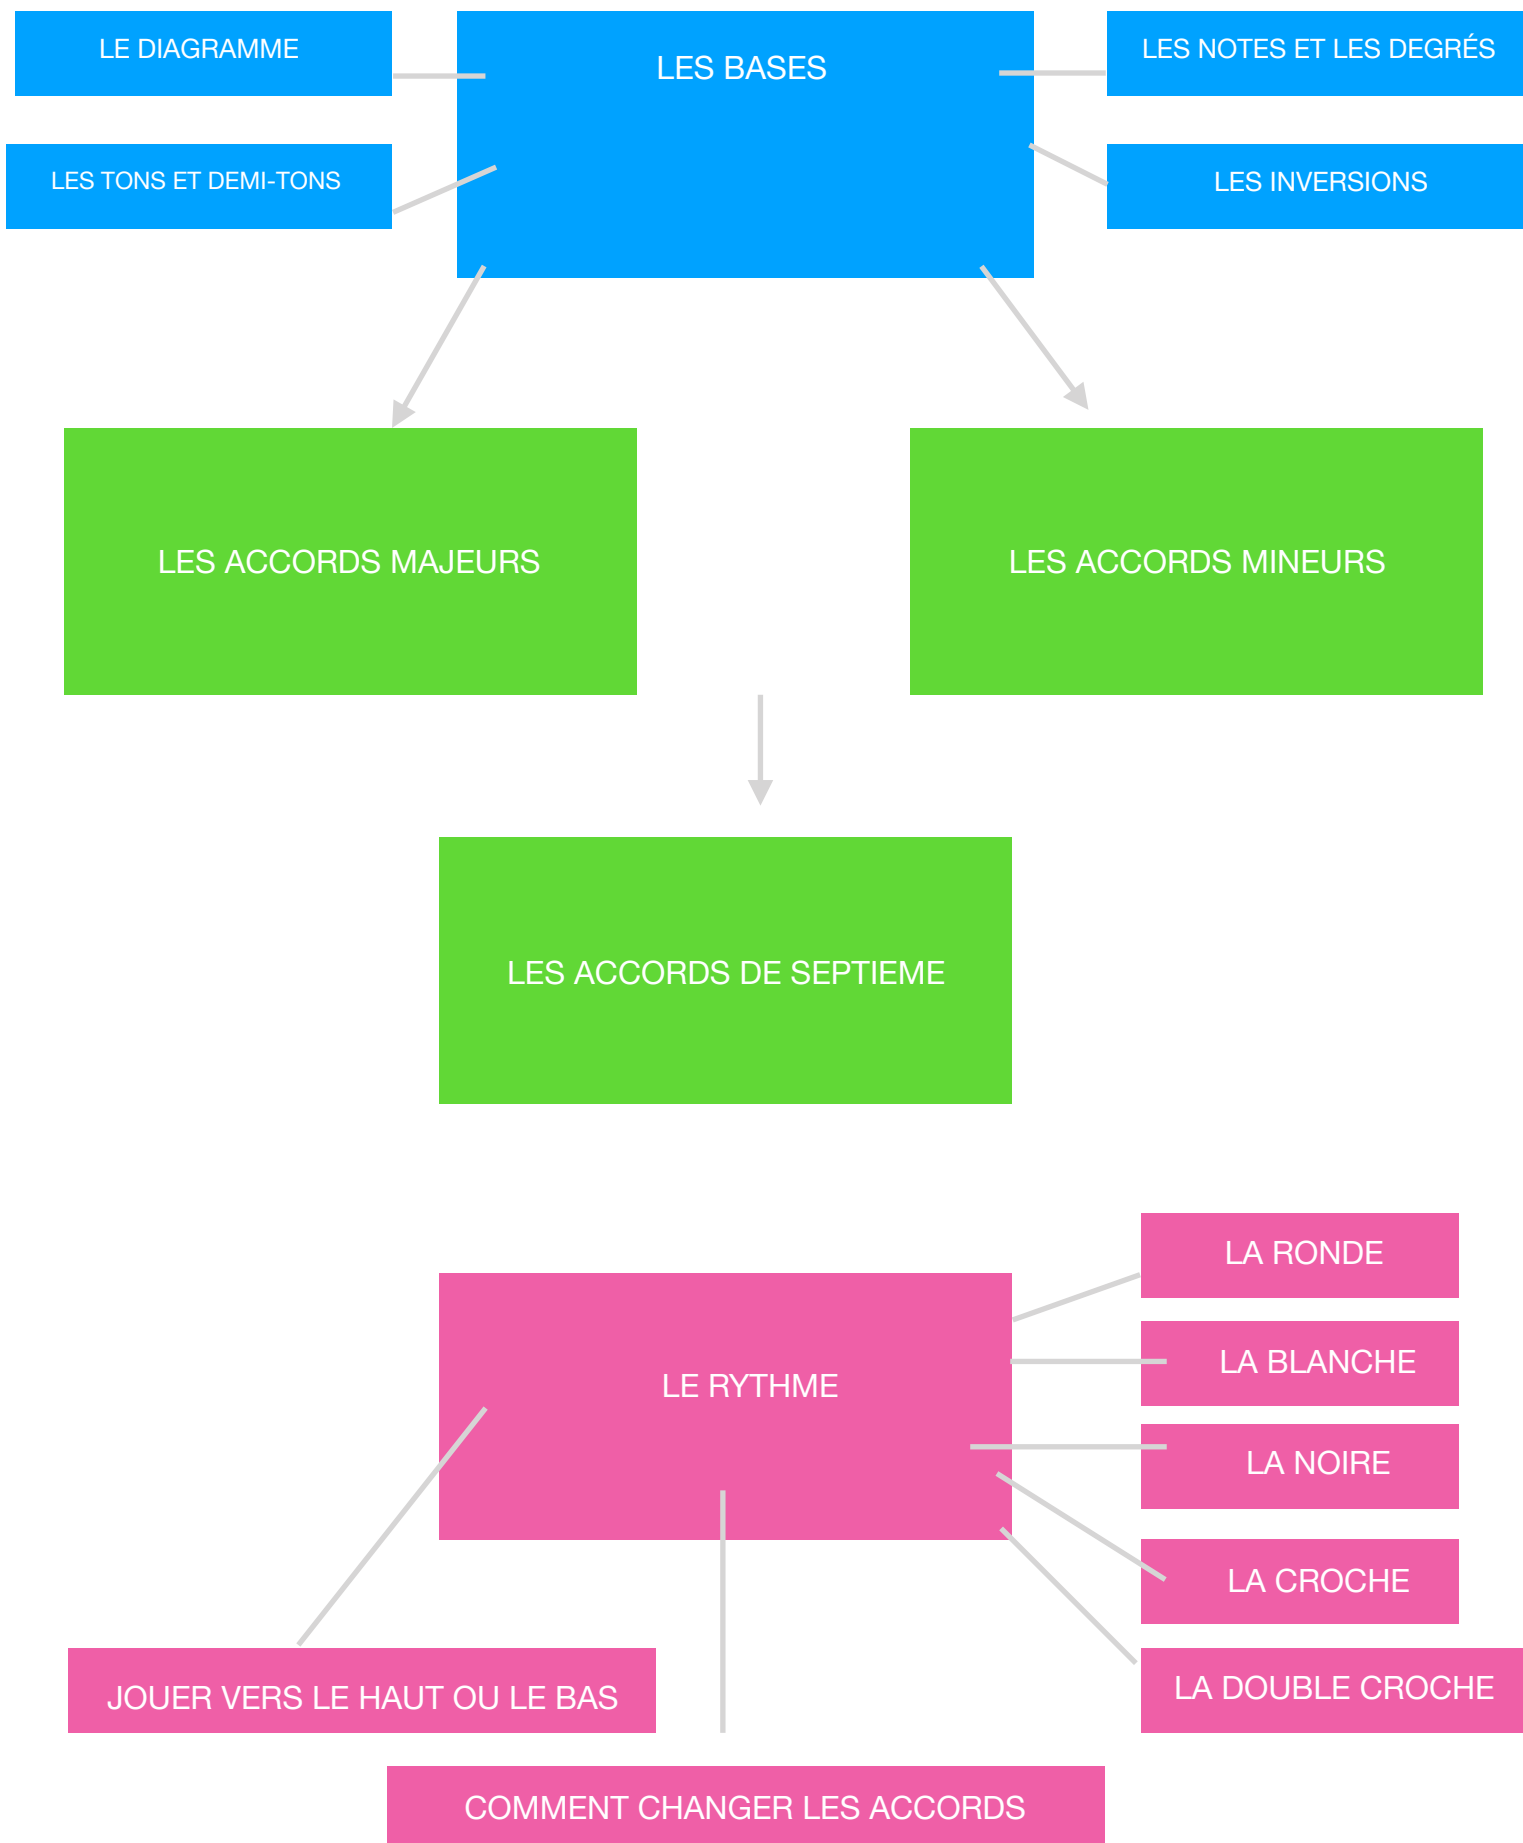 LE DIAGRAMME
LES BASES
LES NOTES ET LES DEGRÉS
LES TONS ET DEMI-TONS
LES INVERSIONS
LES ACCORDS MAJEURS
LES ACCORDS MINEURS
LES ACCORDS DE SEPTIEME
LA RONDE
LA BLANCHE
LE RYTHME
LA NOIRE
LA CROCHE
LA DOUBLE CROCHE
JOUER VERS LE HAUT OU LE BAS
COMMENT CHANGER LES ACCORDS